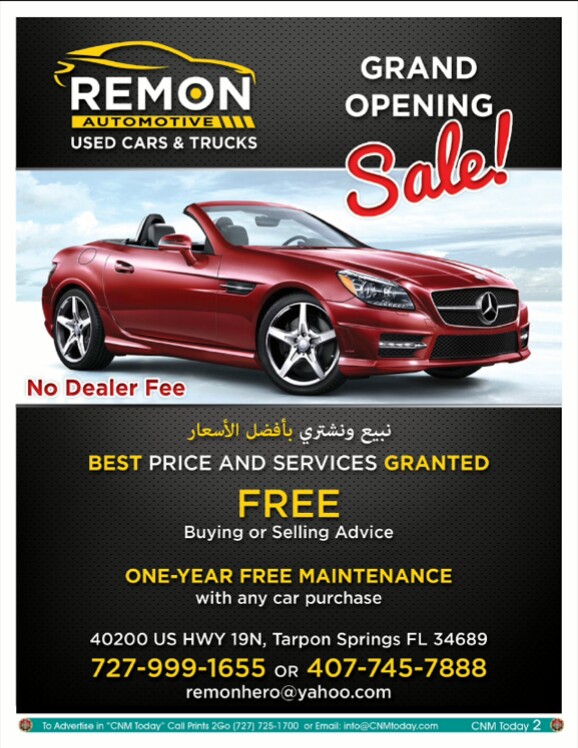 REMON
AUTOMOTIVE
USED CARS & TRUCKS
GRAND
OPENING
Sale!
No Dealer Fee
نبيع ونشتري بأفضل الأسعار
BEST PRICE AND SERVICES GRANTED
FREE
Buying or Selling Advice
ONE-YEAR FREE MAINTENANCE
with any car purchase
40200 US HWY 19N, Tarpon Springs FL 34689
727-999-1655 OR 407-745-7888
remonhero@yahoo.com
To Advertise in "CNM Today" Call Prints 2Go (727) 725-1700 or Email: info@CNMtoday.com
CNM Today 2